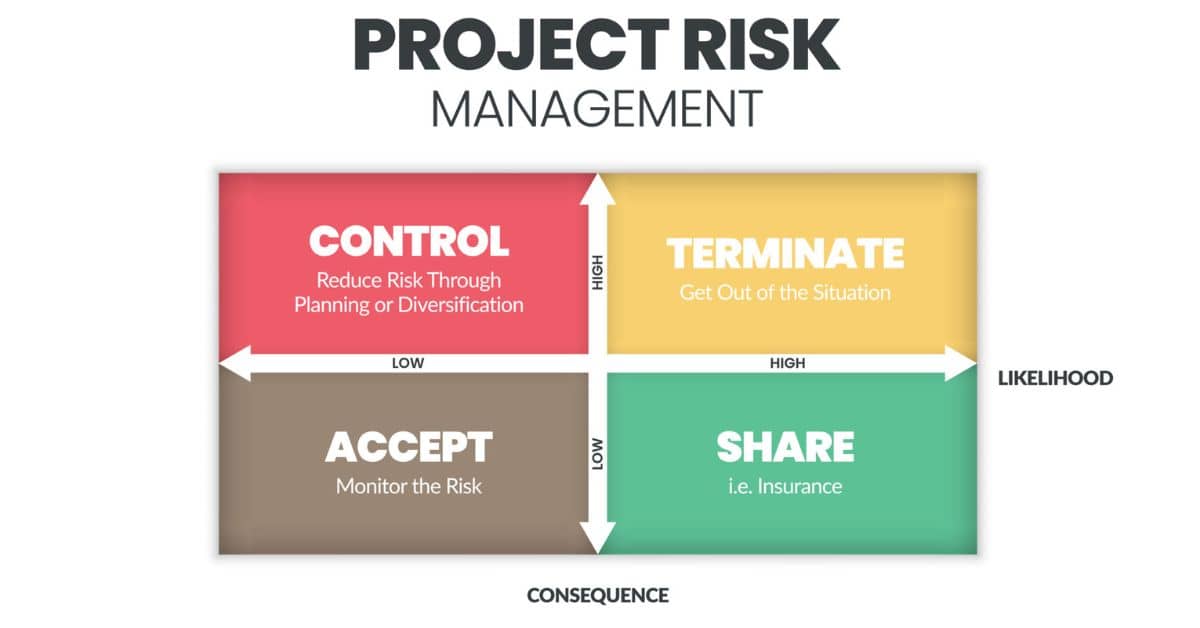 PROJECT RISK
MANAGEMENT
CONTROL
Reduce Risk Through
Planning or Diversification
HIGH
TERMINATE
Get Out of the Situation
LOW
HIGH
LIKELIHOOD
ACCEPT
Monitor the Risk
LOW
SHARE
i.e. Insurance
CONSEQUENCE